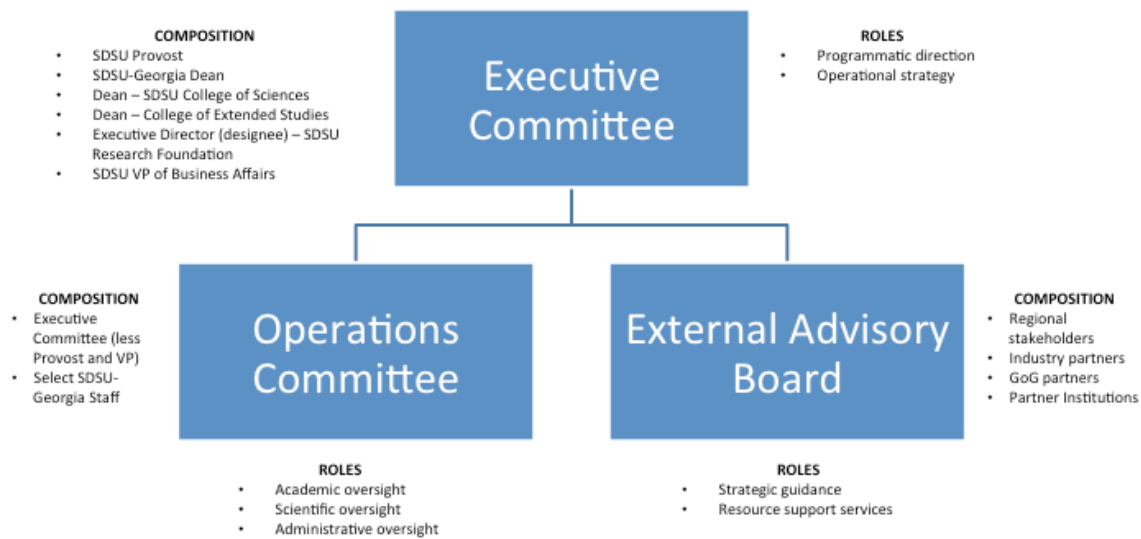 COMPOSITION
• SDSU Provost
• SDSU-Georgia Dean
• Dean – SDSU College of Sciences
• Dean – College of Extended Studies
• Executive Director (designee) – SDSU
Research Foundation
• SDSU VP of Business Affairs
Executive
Committee
ROLES
• Programmatic direction
• Operational strategy
COMPOSITION
• Executive
Committee (less
Provost and VP)
• Select SDSU-
Georgia Staff
Operations
Committee
ROLES
• Academic oversight
• Scientific oversight
• Administrative oversight
External Advisory
Board
COMPOSITION
• Regional
stakeholders
• Industry partners
• GoG partners
• Partner Institutions
ROLES
• Strategic guidance
• Resource support services